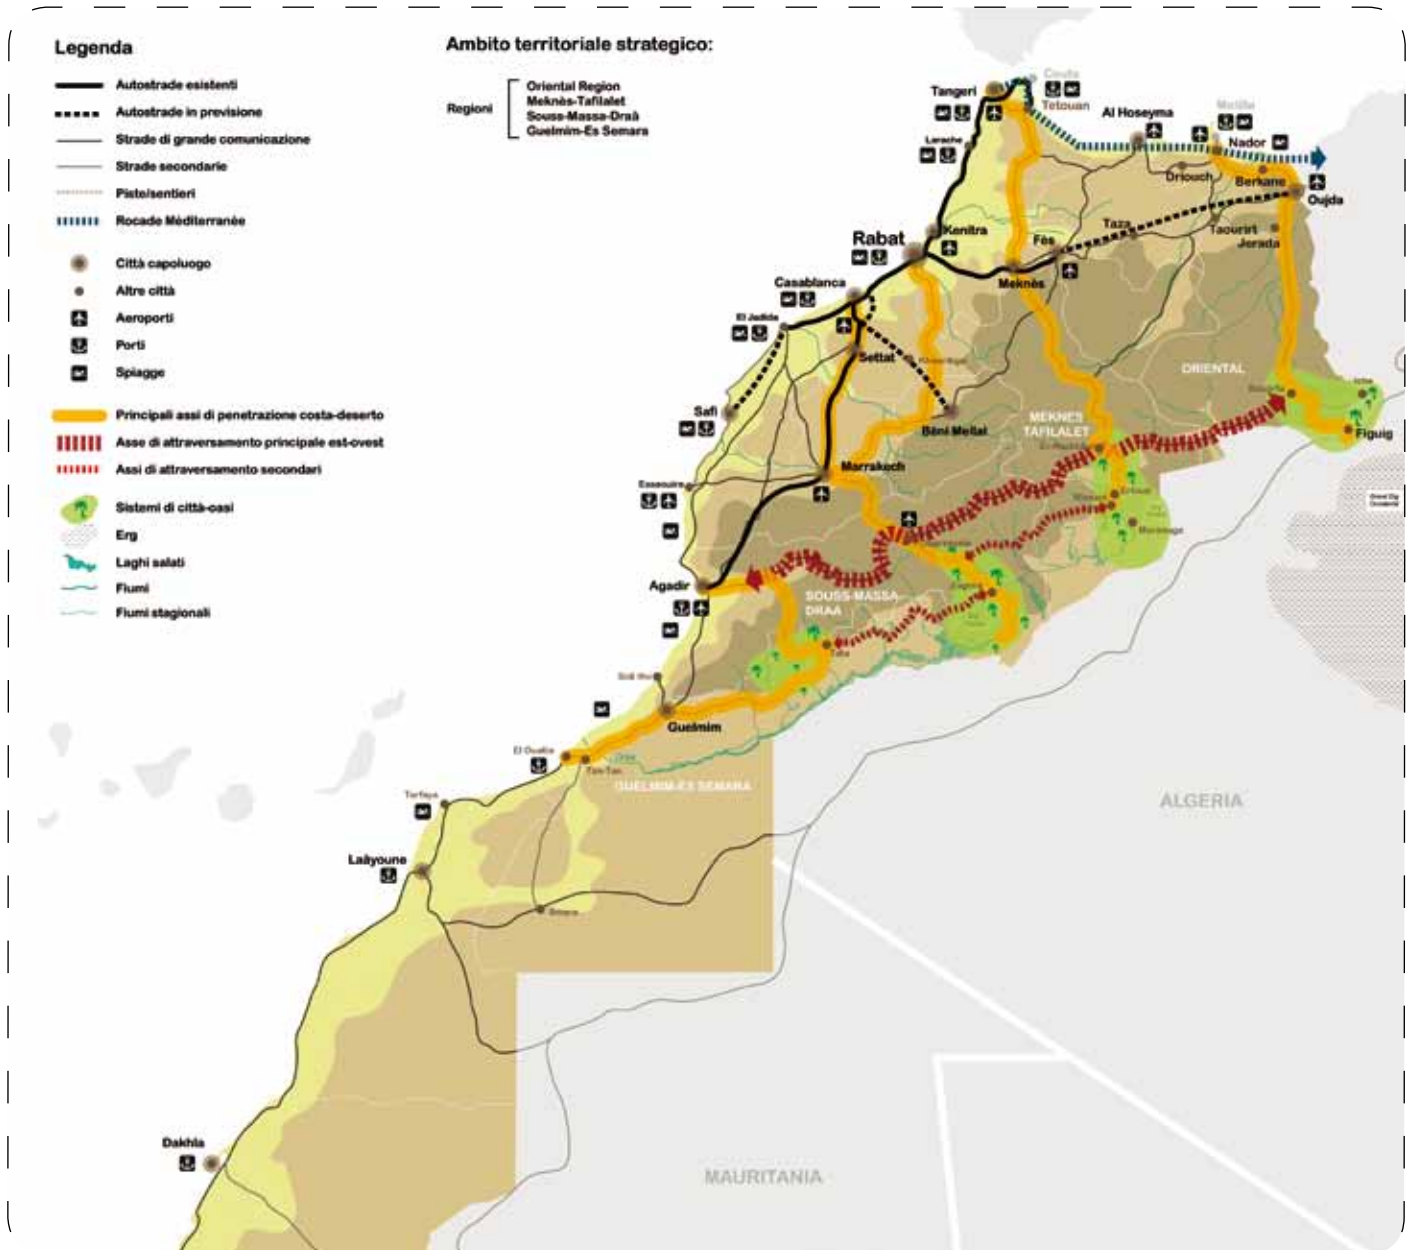 Legenda
Autostrade esistenti
Autostrade in previsione
Strade di grande comunicazione
Strade secondarie
Piste/sentieri
Rocade Méditerranée
Città capoluogo
Altre città
Aeroporti
Porti
Spiagge
Principali assi di penetrazione costa-deserto
Asse di attraversamento principale est-ovest
Assi di attraversamento secondari
Sistemi di città-oasi
Erg
Laghi salati
Fiumi
Fiumi stagionali
Ambito territoriale strategico:
Regioni
Oriental Region
Meknès-Tafilalet
Souss-Massa-Draâ
Guelmim-Es Semara
Ceuta
Tangeri
Tetouan
Melilla
Al Hoseyma
Larache
Nador
Driouch
Berkane
Oujda
Kenitra
Taza
Taourirt
Jerada
Rabat
Fès
Meknès
Casablanca
El Jadida
Settat
ORIENTAL
Safi
MEKNES
TAFILALET
Béni Mellal
Figuig
Marrakech
Essaouira
Agadir
SOUSS-MASSA-
DRAA
Tata
Guelmim
El Ouatia
Tan-Tan
GUELMIM-ES SEMARA
Tarfaya
ALGERIA
Laâyoune
Smara
Dakhla
MAURITANIA